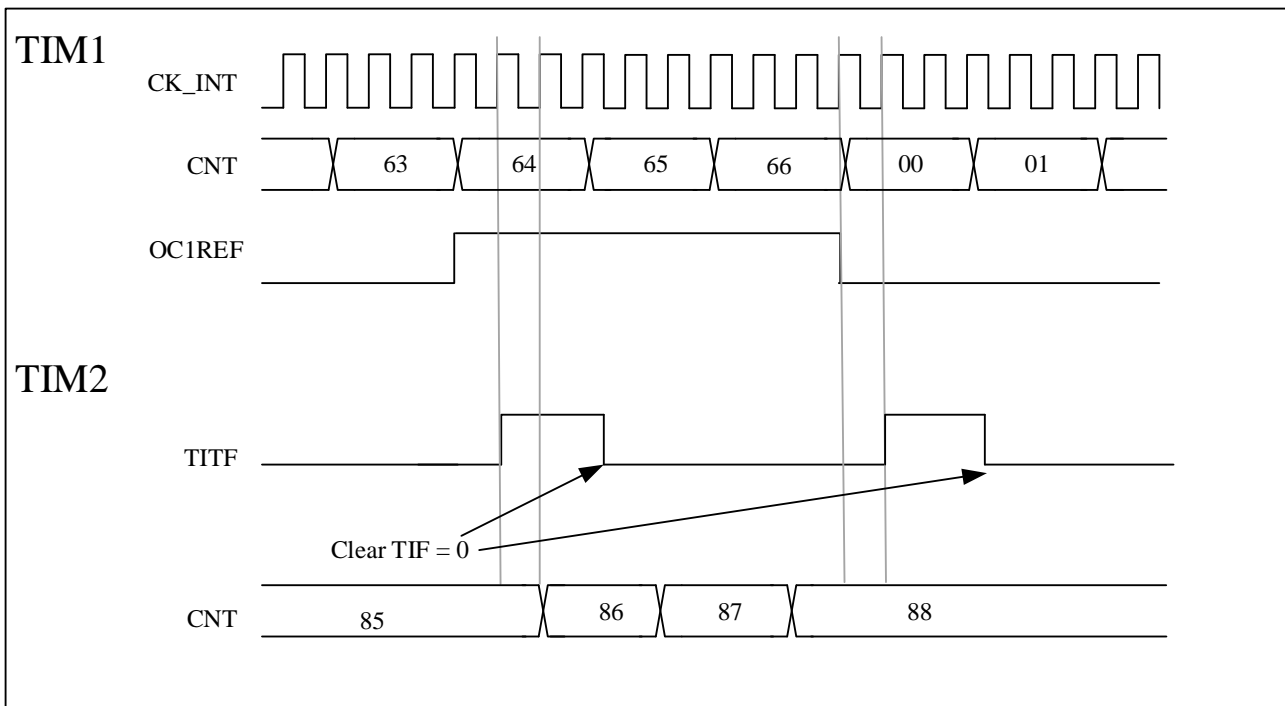 TIM1
CK_INT
CNT 63 64 65 66 00 01
OC1REF
TIM2
TITF
Clear TIF = 0
CNT 85 86 87 88